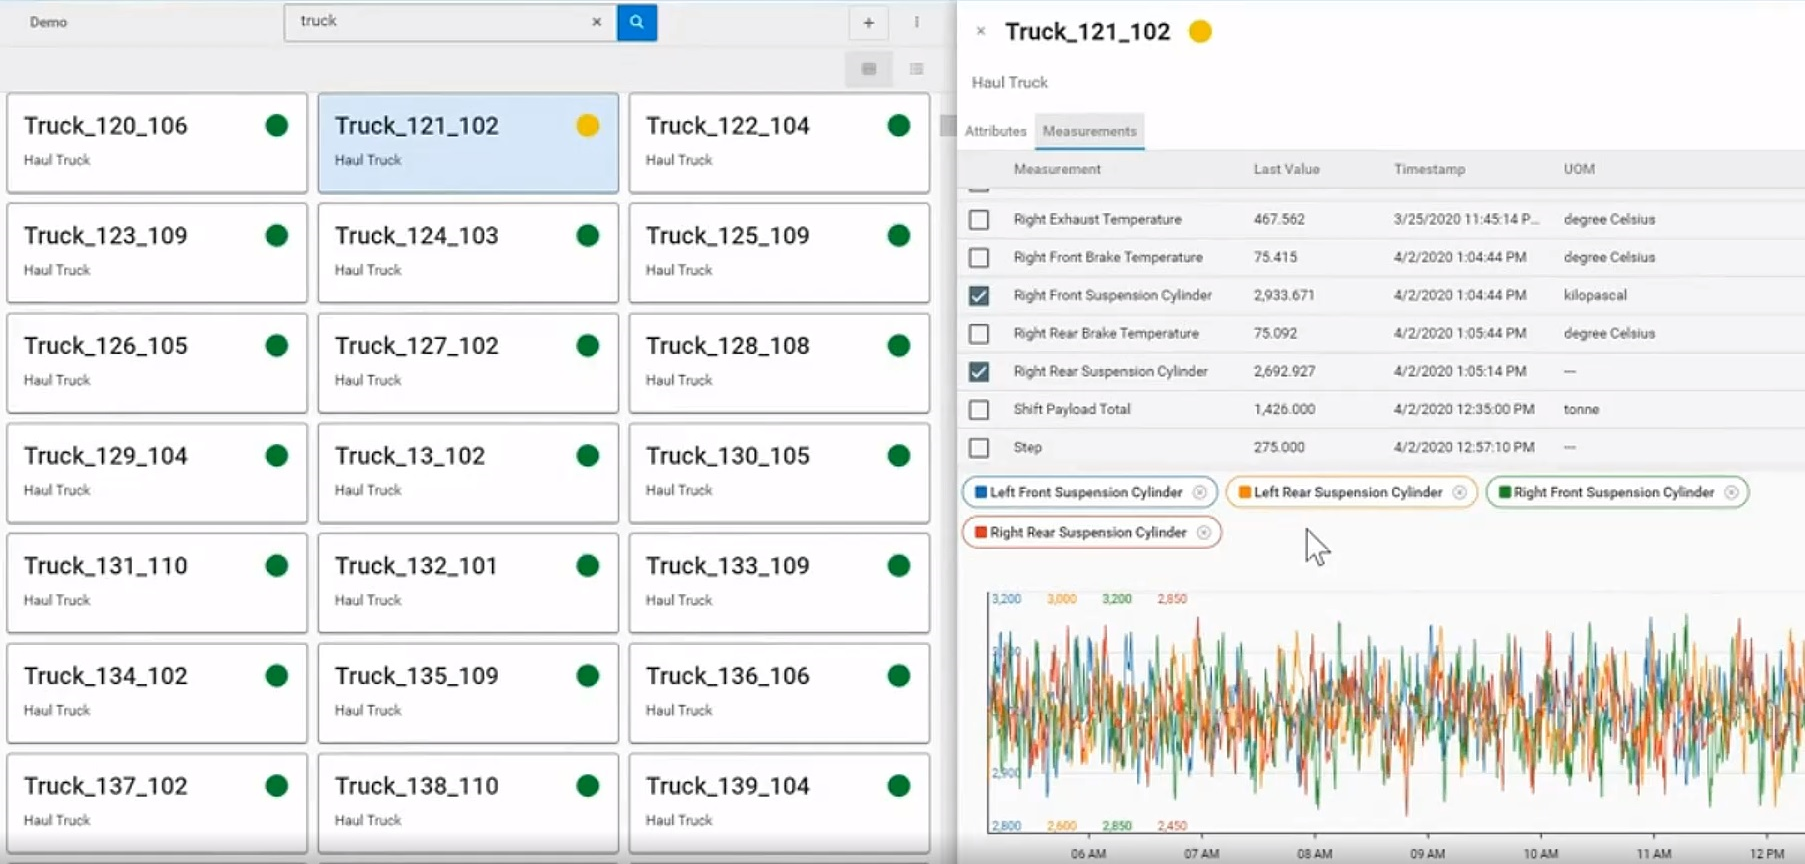 Demo
truck
Truck_120_106
Haul Truck
Truck_121_102
Haul Truck
Truck_122_104
Haul Truck
Truck_123_109
Haul Truck
Truck_124_103
Haul Truck
Truck_125_109
Haul Truck
Truck_126_105
Haul Truck
Truck_127_102
Haul Truck
Truck_128_108
Haul Truck
Truck_129_104
Haul Truck
Truck_13_102
Haul Truck
Truck_130_105
Haul Truck
Truck_131_110
Haul Truck
Truck_132_101
Haul Truck
Truck_133_109
Haul Truck
Truck_134_102
Haul Truck
Truck_135_109
Haul Truck
Truck_136_106
Haul Truck
Truck_137_102
Haul Truck
Truck_138_110
Haul Truck
Truck_139_104
Haul Truck
Truck_121_102
Haul Truck
Attributes Measurements
Measurement Last Value Timestamp UOM
Right Exhaust Temperature 467.562 3/25/2020 11:45:14 P... degree Celsius
Right Front Brake Temperature 75.415 4/2/2020 1:04:44 PM degree Celsius
Right Front Suspension Cylinder 2,933.671 4/2/2020 1:04:44 PM kilopascal
Right Rear Brake Temperature 75.092 4/2/2020 1:05:44 PM degree Celsius
Right Rear Suspension Cylinder 2,692.927 4/2/2020 1:05:14 PM —
Shift Payload Total 1,426.000 4/2/2020 12:35:00 PM tonne
Step 275.000 4/2/2020 12:57:10 PM —
Left Front Suspension Cylinder Left Rear Suspension Cylinder Right Front Suspension Cylinder
Right Rear Suspension Cylinder
3,200 3,000 3,200 2,850
2,900
2,800 2,600 2,850 2,450
06 AM 07 AM 08 AM 09 AM 10 AM 11 AM 12 PM